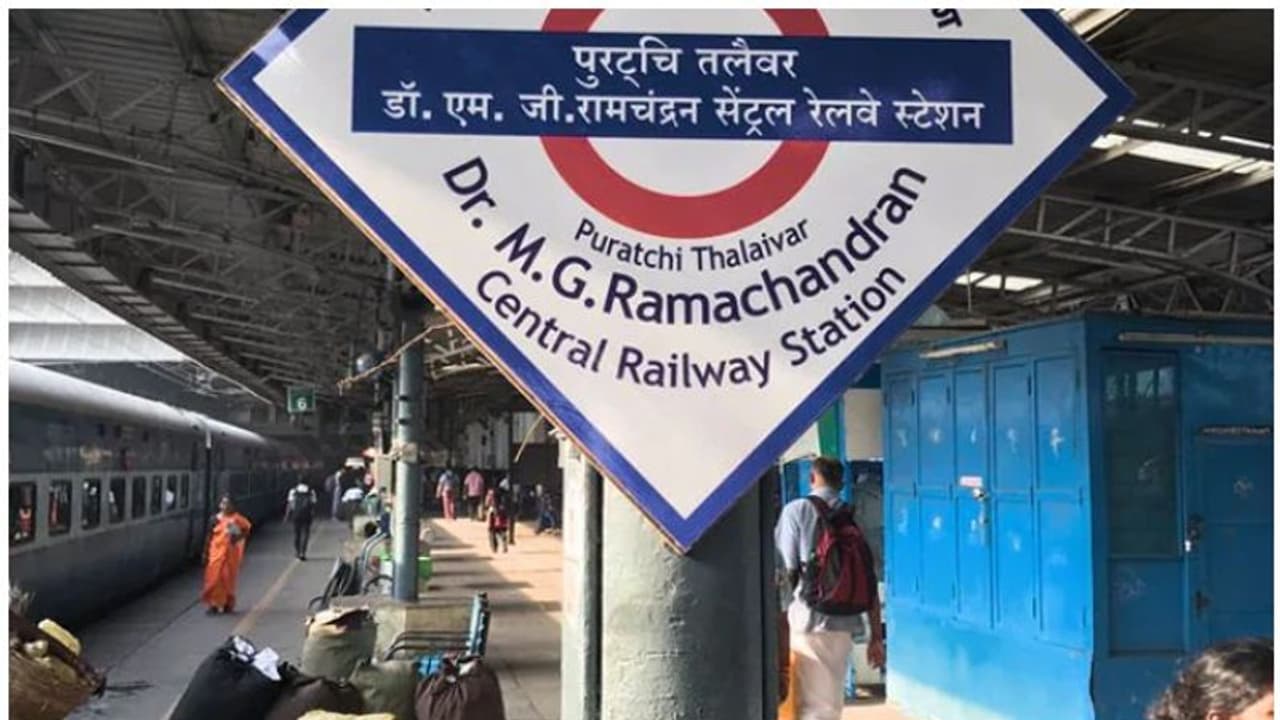 पुरट्चि तलैवर
डॉ. एम. जी.रामचंद्रन सेंट्रल रेलवे स्टेशन
Puratchi Thalaivar
Dr. M.G.Ramachandran
Central Railway Station
6